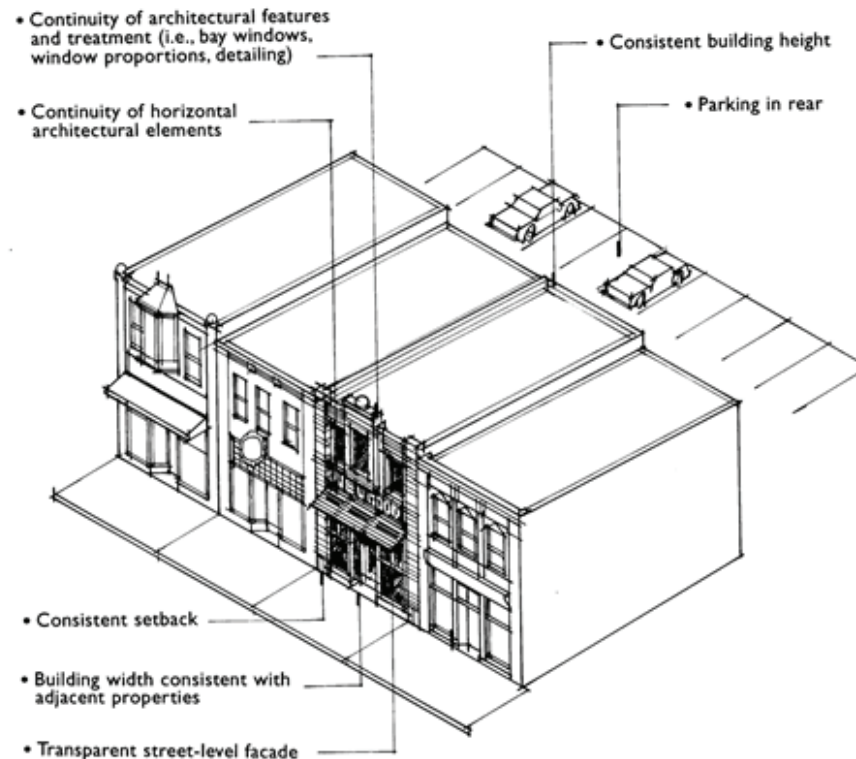 • Continuity of architectural features
and treatment (i.e., bay windows,
window proportions, detailing)
• Consistent building height
• Continuity of horizontal
architectural elements
• Parking in rear
• Consistent setback
• Building width consistent with
adjacent properties
• Transparent street-level facade